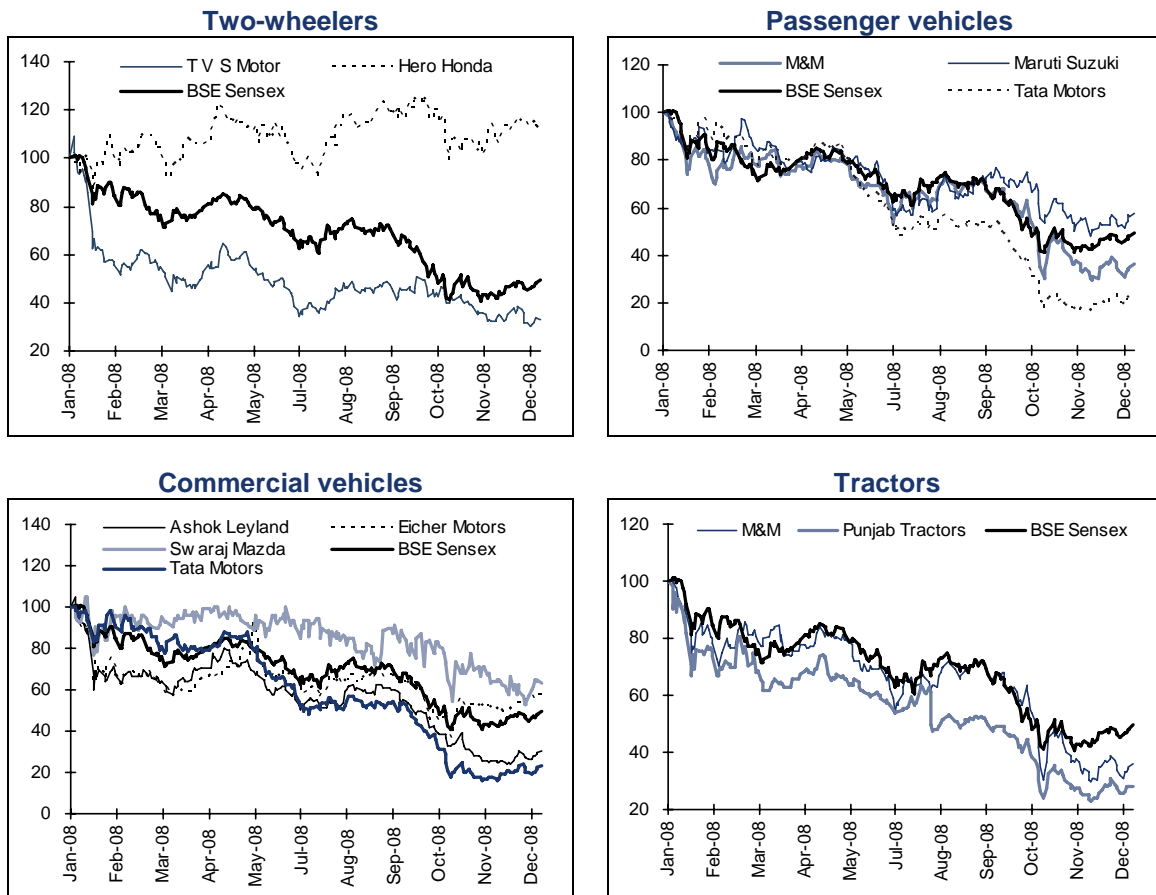 Two-wheelers
140
120
100
80
60
40
20
T V S Motor
Hero Honda
BSE Sensex
Jan-08
Feb-08
Mar-08
Apr-08
May-08
Jul-08
Aug-08
Sep-08
Oct-08
Nov-08
Dec-08
Passenger vehicles
120
100
80
60
40
20
0
M&M
Maruti Suzuki
BSE Sensex
Tata Motors
Jan-08
Feb-08
Mar-08
Apr-08
May-08
Jul-08
Aug-08
Sep-08
Oct-08
Nov-08
Dec-08
Commercial vehicles
140
120
100
80
60
40
20
0
Ashok Leyland
Eicher Motors
Swaraj Mazda
BSE Sensex
Tata Motors
Jan-08
Feb-08
Mar-08
Apr-08
May-08
Jul-08
Aug-08
Sep-08
Oct-08
Nov-08
Dec-08
Tractors
120
100
80
60
40
20
M&M
Punjab Tractors
BSE Sensex
Jan-08
Feb-08
Mar-08
Apr-08
May-08
Jul-08
Aug-08
Sep-08
Oct-08
Nov-08
Dec-08